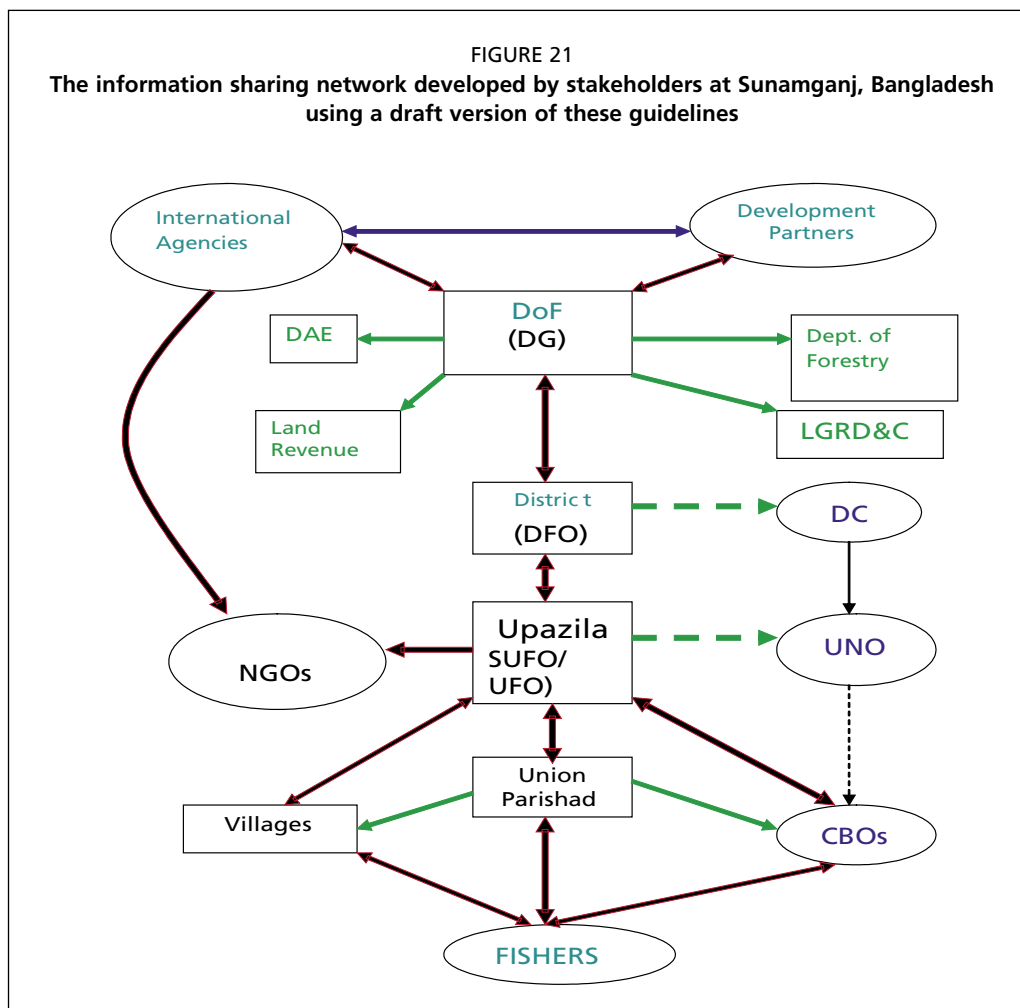 FIGURE 21
The information sharing network developed by stakeholders at Sunamganj, Bangladesh
using a draft version of these guidelines
International
Agencies
Development
Partners
DoF
(DG)
DAE
Dept. of
Forestry
Land
Revenue
LGRD&C
Distric t
(DFO)
DC
Upazila
SUFO/
UFO)
UNO
NGOs
Union
Parishad
Villages
CBOs
FISHERS